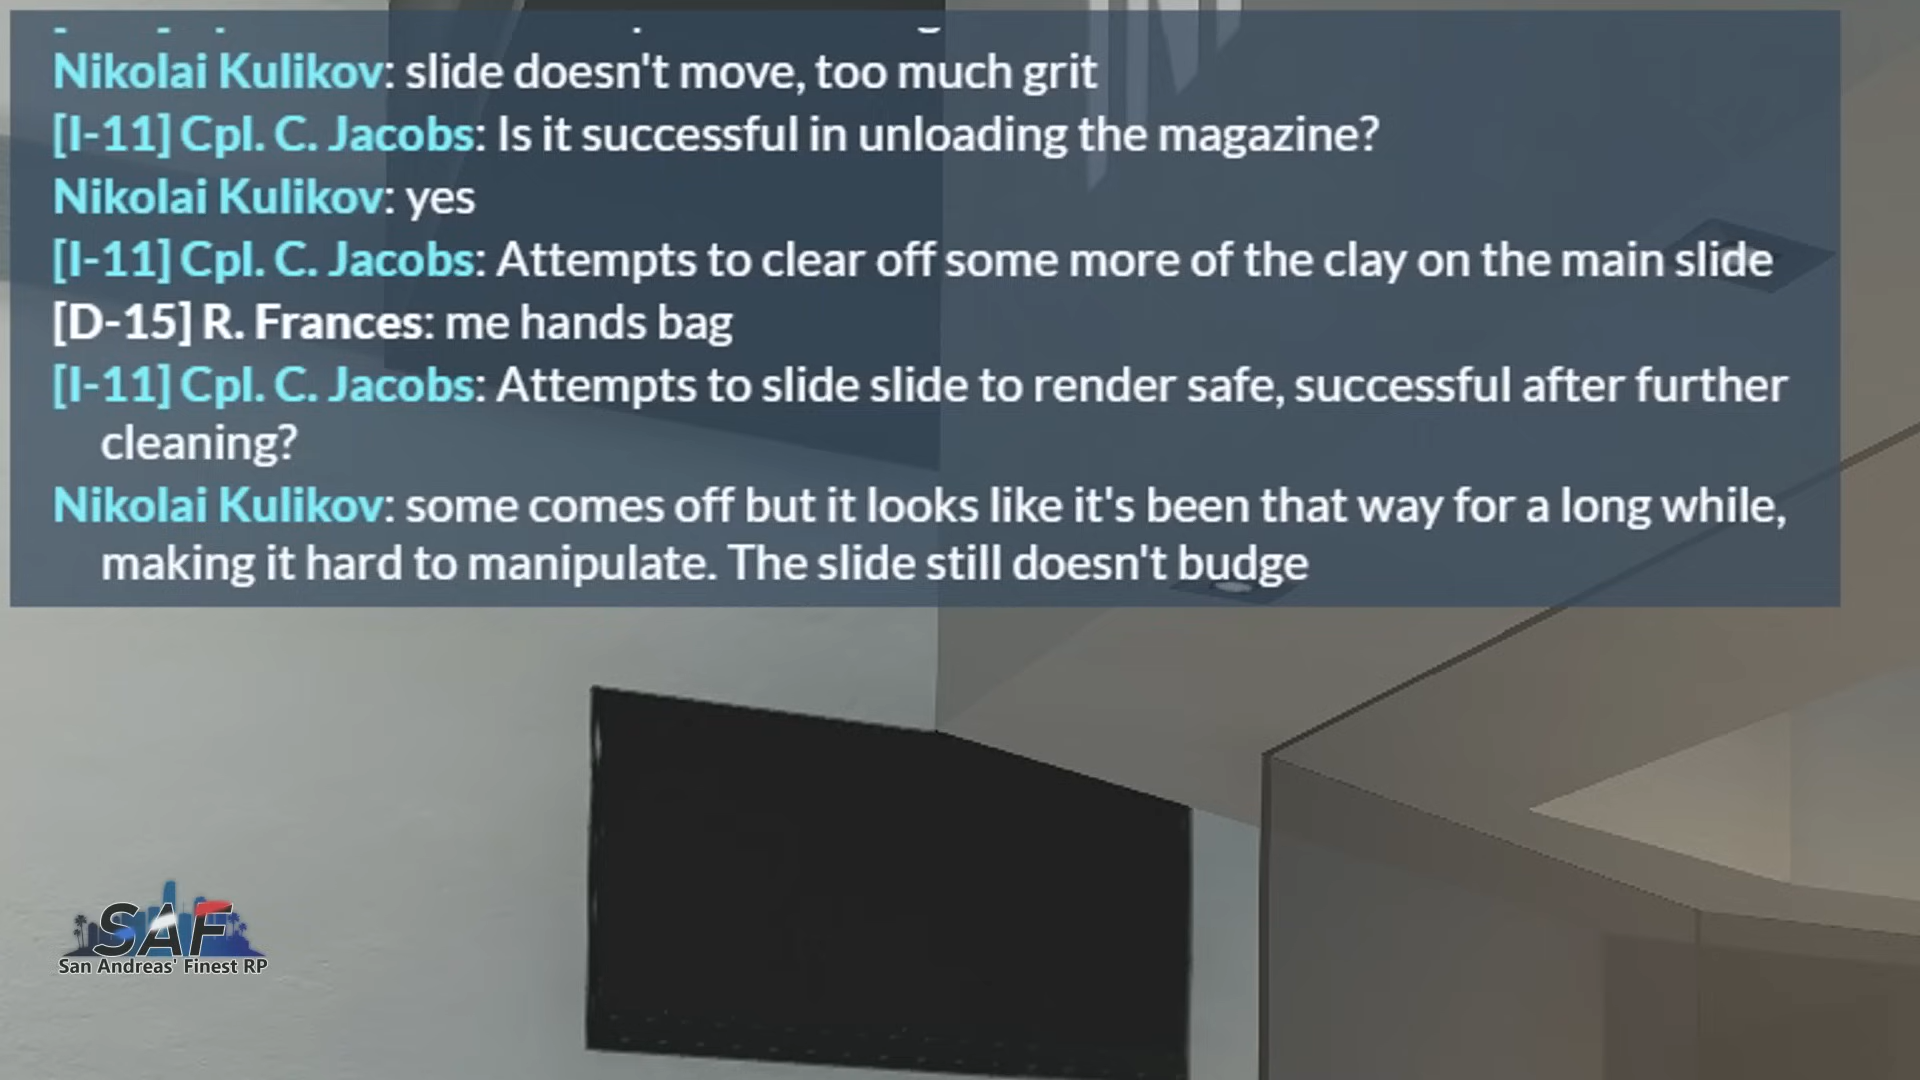 Nikolai Kulikov: slide doesn't move, too much grit
[I-11] Cpl. C. Jacobs: Is it successful in unloading the magazine?
Nikolai Kulikov: yes
[I-11] Cpl. C. Jacobs: Attempts to clear off some more of the clay on the main slide
[D-15] R. Frances: me hands bag
[I-11] Cpl. C. Jacobs: Attempts to slide slide to render safe, successful after further
cleaning?
Nikolai Kulikov: some comes off but it looks like it's been that way for a long while,
making it hard to manipulate. The slide still doesn't budge
SAF
San Andreas' Finest RP